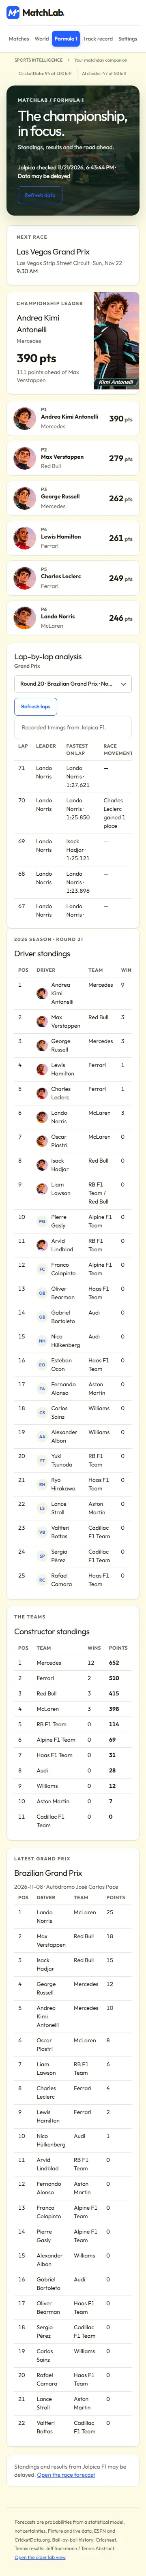 MatchLab.
Matches World Formula 1 Track record Settings
SPORTS INTELLIGENCE / Your matchday companion
CricketData: 94 of 100 left AI checks: 47 of 50 left
MATCHLAB / FORMULA 1
The championship,
in focus.
Standings, results and the road ahead.
Jolpica checked 11/21/2026, 6:43:44 PM ·
Data may be delayed
Refresh data
NEXT RACE
Las Vegas Grand Prix
Las Vegas Strip Street Circuit · Sun, Nov 22
9:30 AM
CHAMPIONSHIP LEADER
Andrea Kimi
Antonelli
Mercedes
390 pts
111 points ahead of Max
Verstappen
Kimi Antonelli
P1
Andrea Kimi Antonelli
Mercedes
390 pts
P2
Max Verstappen
Red Bull
279 pts
P3
George Russell
Mercedes
262 pts
P4
Lewis Hamilton
Ferrari
261 pts
P5
Charles Leclerc
Ferrari
249 pts
P6
Lando Norris
McLaren
246 pts
Lap-by-lap analysis
Grand Prix
Round 20 · Brazilian Grand Prix · No...
Refresh laps
Recorded timings from Jolpica F1.
LAP LEADER FASTEST ON LAP RACE MOVEMENT
71 Lando Norris Lando Norris · 1:27.621 —
70 Lando Norris Lando Norris · 1:25.850 Charles Leclerc gained 1 place
69 Lando Norris Isack Hadjar · 1:25.121 —
68 Lando Norris Lando Norris · 1:23.896 —
67 Lando Norris Lando Norris · —
2026 SEASON · ROUND 21
Driver standings
POS DRIVER TEAM WIN
1 Andrea Kimi Antonelli Mercedes 9
2 Max Verstappen Red Bull 3
3 George Russell Mercedes 3
4 Lewis Hamilton Ferrari 1
5 Charles Leclerc Ferrari 1
6 Lando Norris McLaren 3
7 Oscar Piastri McLaren 0
8 Isack Hadjar Red Bull 0
9 Liam Lawson RB F1 Team / Red Bull 0
10 PG Pierre Gasly Alpine F1 Team 0
11 Arvid Lindblad RB F1 Team 0
12 FC Franco Colapinto Alpine F1 Team 0
13 OB Oliver Bearman Haas F1 Team 0
14 GB Gabriel Bortoleto Audi 0
15 NH Nico Hülkenberg Audi 0
16 EO Esteban Ocon Haas F1 Team 0
17 FA Fernando Alonso Aston Martin 0
18 CS Carlos Sainz Williams 0
19 AA Alexander Albon Williams 0
20 YT Yuki Tsunoda RB F1 Team 0
21 RH Ryo Hirakawa Haas F1 Team 0
22 LS Lance Stroll Aston Martin 0
23 VB Valtteri Bottas Cadillac F1 Team 0
24 SP Sergio Pérez Cadillac F1 Team 0
25 RC Rafael Camara Haas F1 Team 0
THE TEAMS
Constructor standings
POS TEAM WINS POINTS
1 Mercedes 12 652
2 Ferrari 2 510
3 Red Bull 3 415
4 McLaren 3 398
5 RB F1 Team 0 114
6 Alpine F1 Team 0 69
7 Haas F1 Team 0 31
8 Audi 0 28
9 Williams 0 12
10 Aston Martin 0 7
11 Cadillac F1 Team 0 0
LATEST GRAND PRIX
Brazilian Grand Prix
2026-11-08 · Autódromo José Carlos Pace
POS DRIVER TEAM POINTS
1 Lando Norris McLaren 25
2 Max Verstappen Red Bull 18
3 Isack Hadjar Red Bull 15
4 George Russell Mercedes 12
5 Andrea Kimi Antonelli Mercedes 10
6 Oscar Piastri McLaren 8
7 Liam Lawson RB F1 Team 6
8 Charles Leclerc Ferrari 4
9 Lewis Hamilton Ferrari 2
10 Nico Hülkenberg Audi 1
11 Arvid Lindblad RB F1 Team 0
12 Fernando Alonso Aston Martin 0
13 Franco Colapinto Alpine F1 Team 0
14 Pierre Gasly Alpine F1 Team 0
15 Alexander Albon Williams 0
16 Gabriel Bortoleto Audi 0
17 Oliver Bearman Haas F1 Team 0
18 Sergio Pérez Cadillac F1 Team 0
19 Carlos Sainz Williams 0
20 Rafael Camara Haas F1 Team 0
21 Lance Stroll Aston Martin 0
22 Valtteri Bottas Cadillac F1 Team 0
Standings and results from Jolpica F1 may be
delayed. Open the race forecast
Forecasts are probabilities from a statistical model,
not certainties. Fixture and live data: ESPN and
CricketData.org. Ball-by-ball history: Cricsheet.
Tennis results: Jeff Sackmann / Tennis Abstract.
Open the older lab view